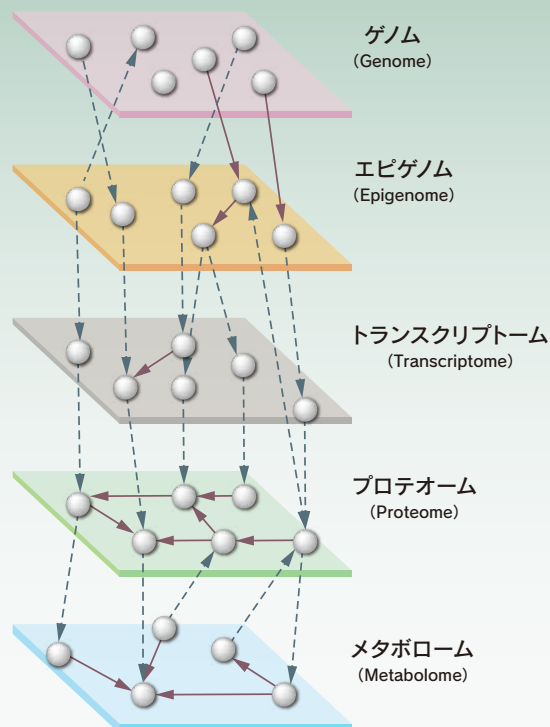 ゲノム
(Genome)
エピゲノム
(Epigenome)
トランスクリプトーム
(Transcriptome)
プロテオーム
(Proteome)
メタボローム
(Metabolome)